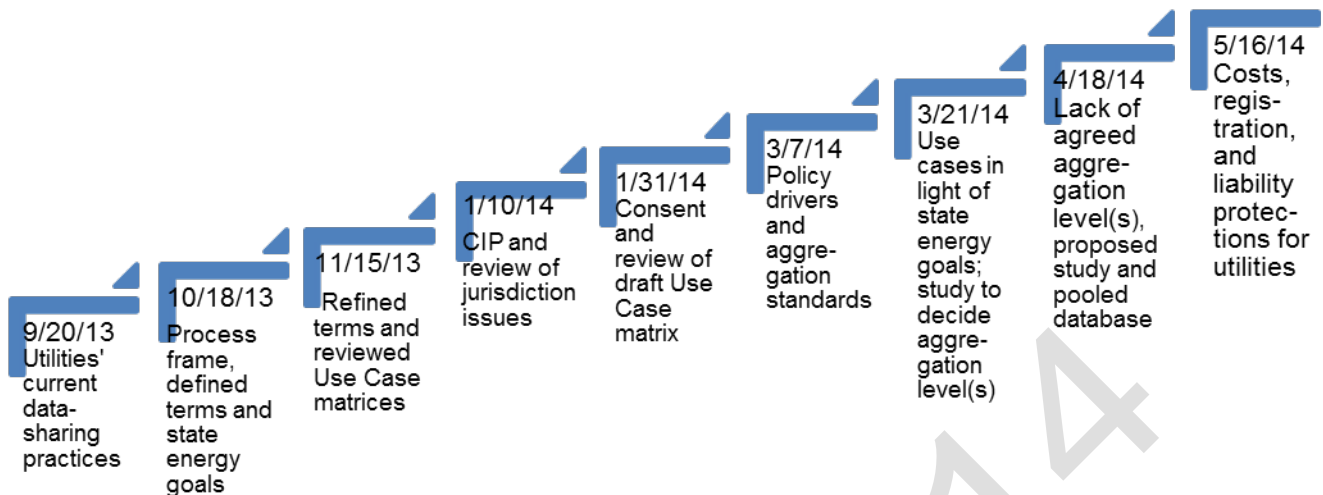 9/20/13
Utilities'
current
data-
sharing
practices
10/18/13
Process
frame,
defined
terms and
state
energy
goals
11/15/13
Refined
terms and
reviewed
Use Case
matrices
1/10/14
CIP and
review of
jurisdiction
issues
1/31/14
Consent
and
review of
draft Use
Case
matrix
3/7/14
Policy
drivers
and
aggre-
gation
standards
3/21/14
Use
cases in
light of
state
energy
goals;
study to
decide
aggre-
gation
level(s)
4/18/14
Lack of
agreed
aggre-
gation
level(s),
proposed
study and
pooled
database
5/16/14
Costs,
regis-
tration,
and
liability
protec-
tions for
utilities
14